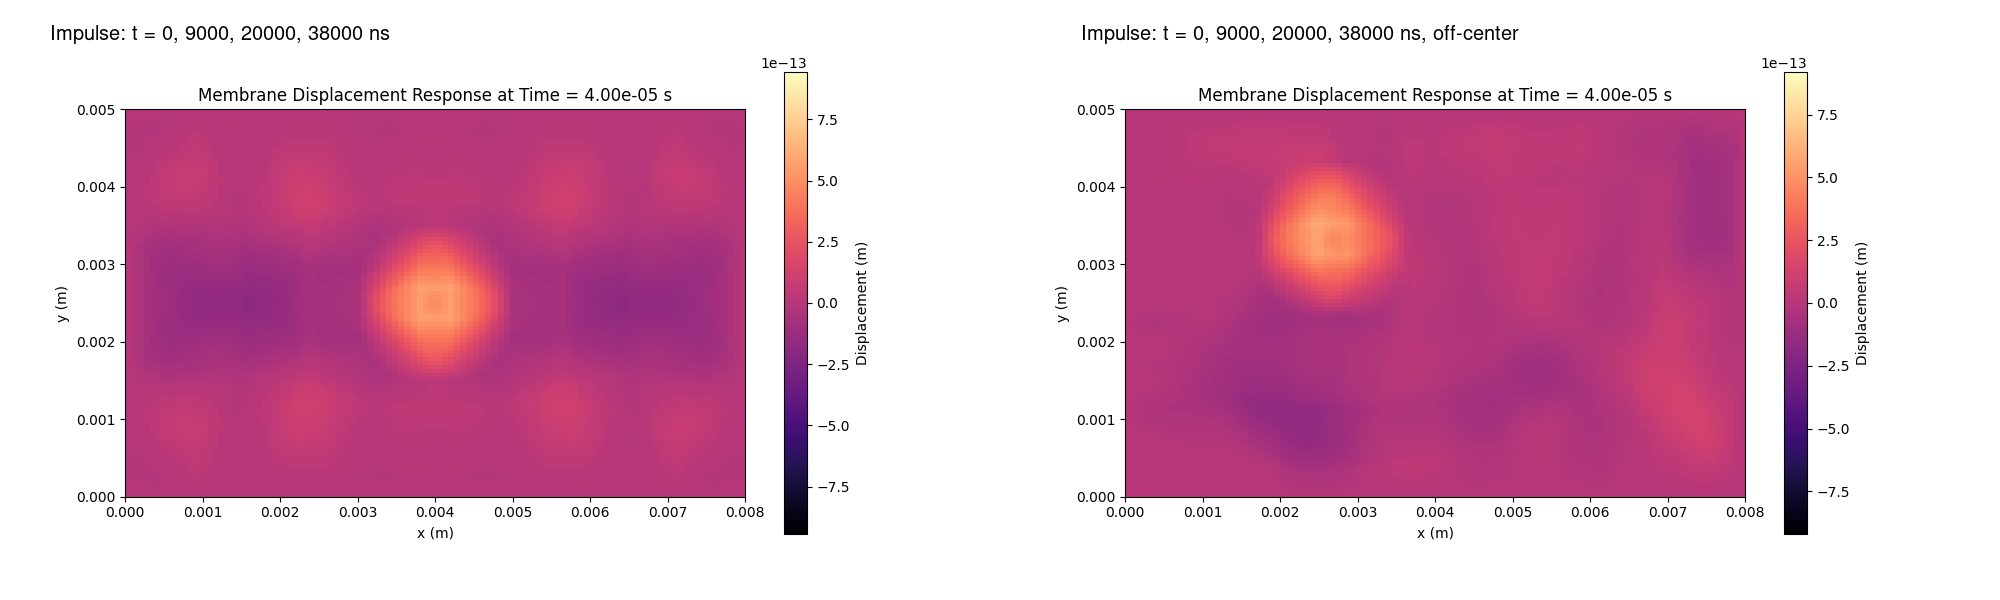 Impulse: t = 0, 9000, 20000, 38000 ns
1e−13
Membrane Displacement Response at Time = 4.00e-05 s
0.005
0.004
0.003
0.002
0.001
0.000
y (m)
0.000 0.001 0.002 0.003 0.004 0.005 0.006 0.007 0.008
x (m)
7.5
5.0
2.5
0.0
−2.5
−5.0
−7.5
Displacement (m)
Impulse: t = 0, 9000, 20000, 38000 ns, off-center
1e−13
Membrane Displacement Response at Time = 4.00e-05 s
0.005
0.004
0.003
0.002
0.001
0.000
y (m)
0.000 0.001 0.002 0.003 0.004 0.005 0.006 0.007 0.008
x (m)
7.5
5.0
2.5
0.0
−2.5
−5.0
−7.5
Displacement (m)